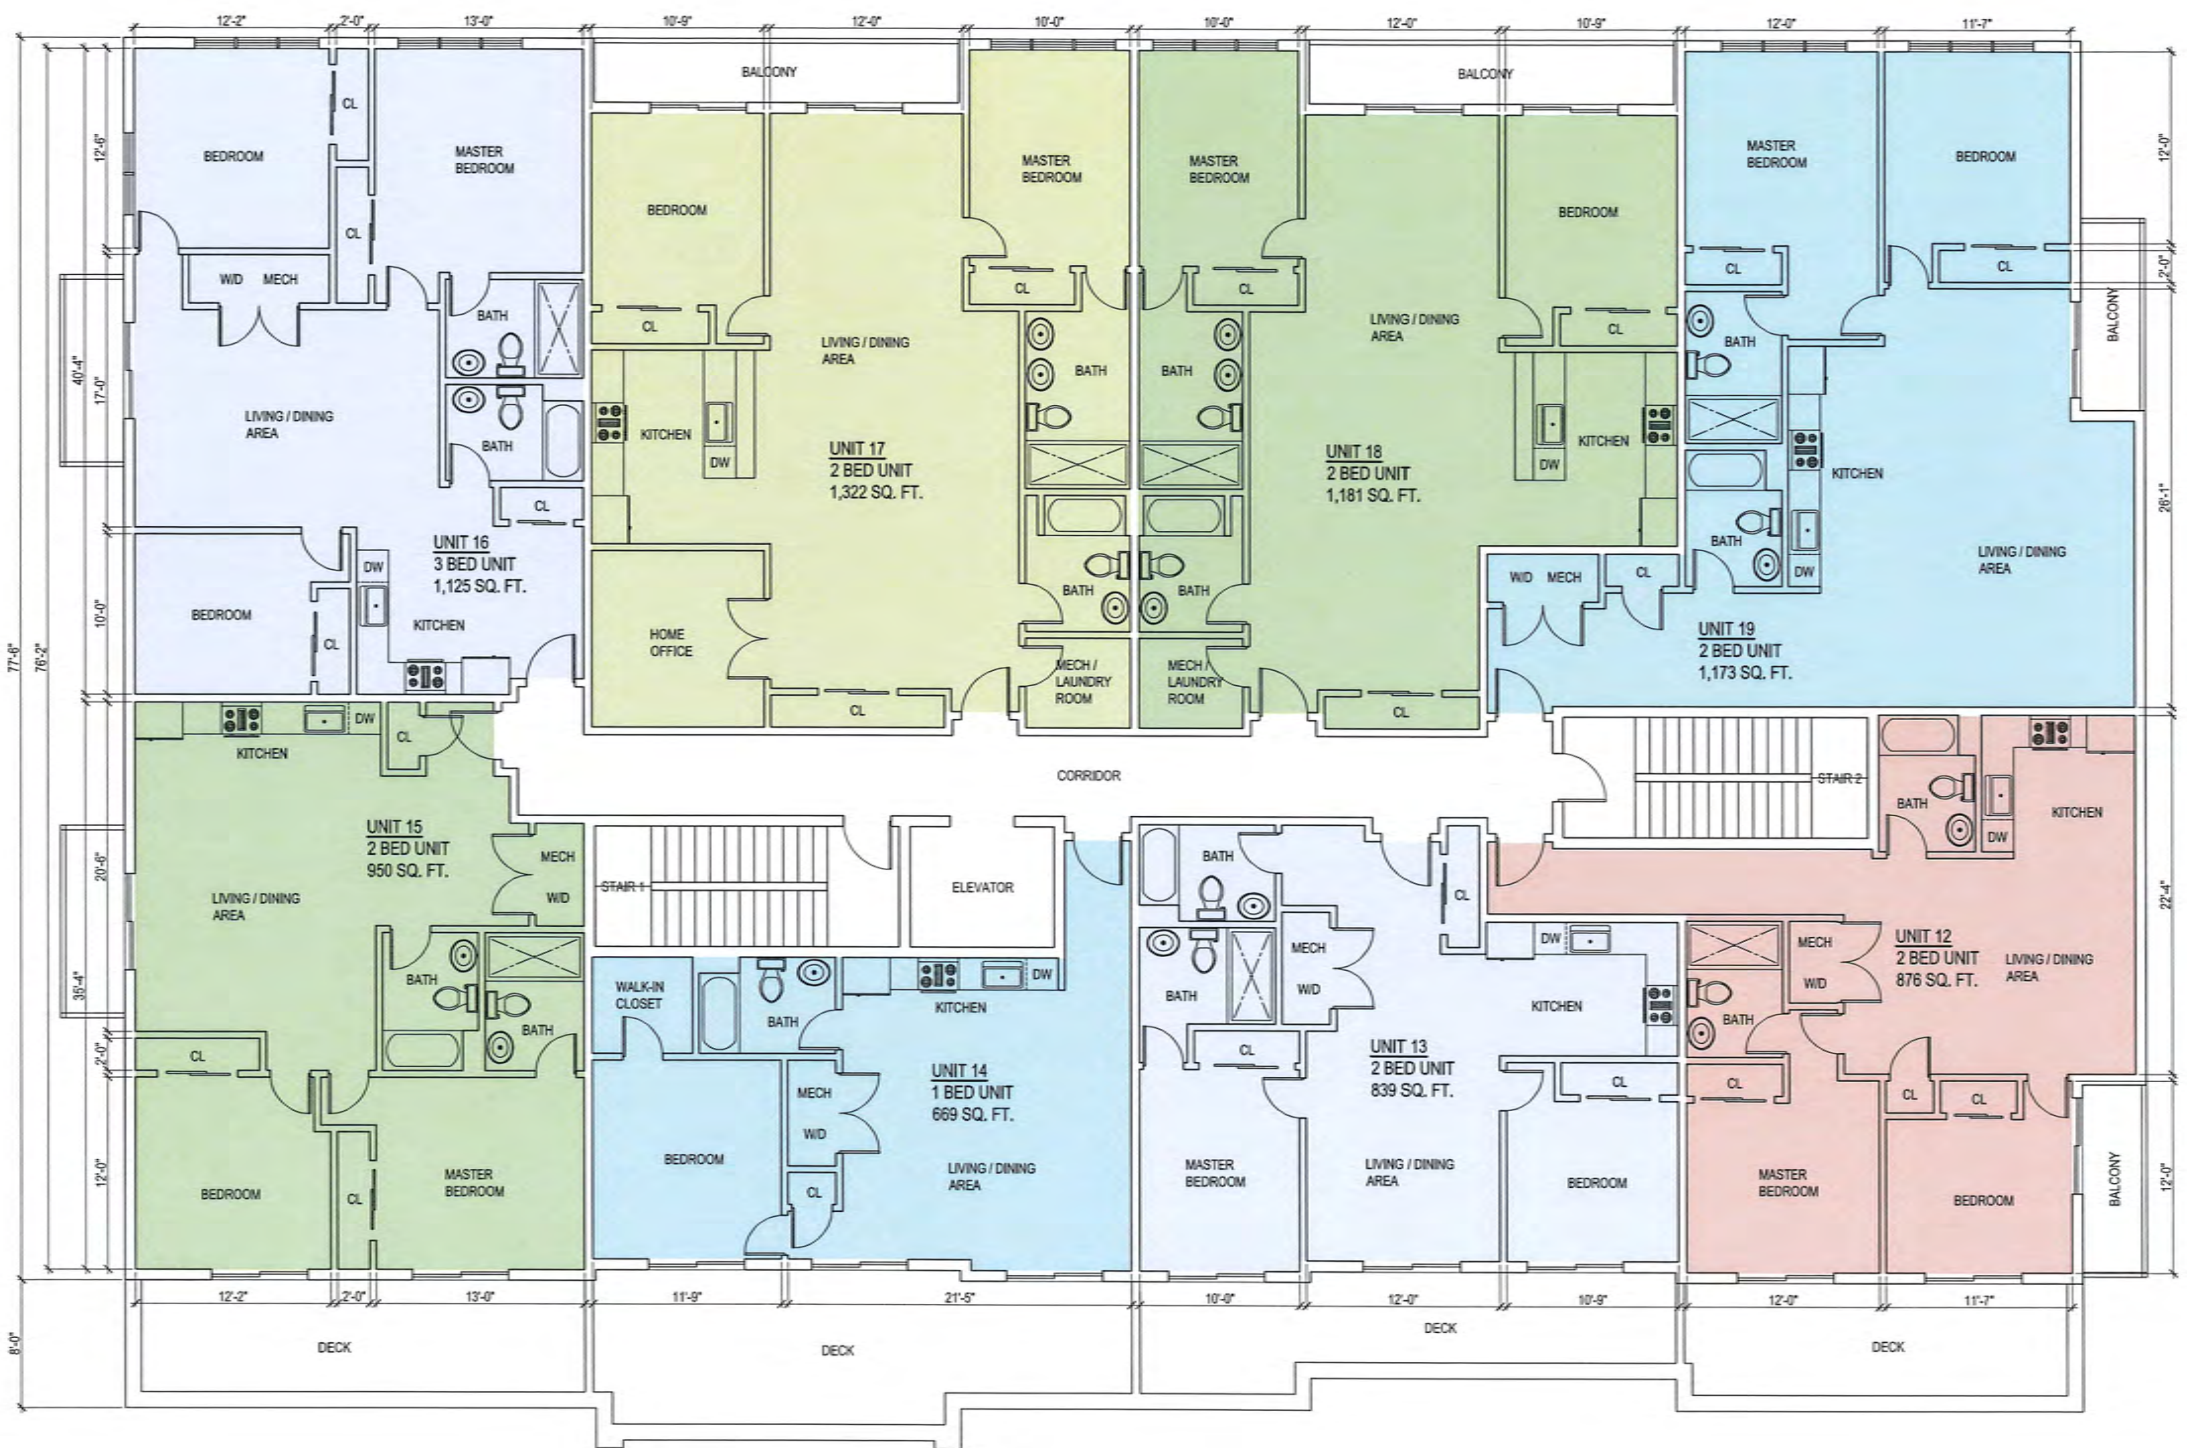 12'-2"
2'-0"
13'-0"
10'-9"
12'-0"
10'-0"
10'-0"
12'-0"
10'-9"
12'-0"
11'-7"
BALCONY
BALCONY
12'-6"
BEDROOM
CL
CL
MASTER
BEDROOM
W/D MECH
BATH
BATH
CL
LIVING / DINING
AREA
UNIT 16
3 BED UNIT
1,125 SQ. FT.
DW
KITCHEN
BEDROOM
CL
40'-4"
17'-0"
10'-0"
77'-6"
76'-2"
BEDROOM
CL
KITCHEN
DW
LIVING / DINING
AREA
MASTER
BEDROOM
CL
BATH
UNIT 17
2 BED UNIT
1,322 SQ. FT.
BATH
HOME
OFFICE
MECH /
LAUNDRY
ROOM
CL
MASTER
BEDROOM
CL
BATH
BATH
MECH /
LAUNDRY
ROOM
LIVING / DINING
AREA
UNIT 18
2 BED UNIT
1,181 SQ. FT.
BEDROOM
CL
KITCHEN
DW
CL
MASTER
BEDROOM
CL
BEDROOM
CL
BATH
BATH
KITCHEN
DW
LIVING / DINING
AREA
W/D MECH
CL
UNIT 19
2 BED UNIT
1,173 SQ. FT.
BALCONY
12'-0"
2'-0"
26'-1"
CORRIDOR
STAIR 2
STAIR 1
ELEVATOR
KITCHEN
DW
CL
UNIT 15
2 BED UNIT
950 SQ. FT.
MECH
W/D
LIVING / DINING
AREA
BATH
BATH
CL
BEDROOM
CL
MASTER
BEDROOM
20'-6"
35'-4"
2'-0"
12'-0"
8'-0"
WALK-IN
CLOSET
BATH
KITCHEN
DW
MECH
W/D
CL
UNIT 14
1 BED UNIT
669 SQ. FT.
BEDROOM
LIVING / DINING
AREA
BATH
CL
MECH
W/D
BATH
CL
DW
KITCHEN
UNIT 13
2 BED UNIT
839 SQ. FT.
MASTER
BEDROOM
LIVING / DINING
AREA
CL
BEDROOM
BATH
DW
KITCHEN
MECH
W/D
BATH
UNIT 12
2 BED UNIT
876 SQ. FT.
LIVING / DINING
AREA
CL
CL
CL
MASTER
BEDROOM
BEDROOM
BALCONY
22'-4"
12'-0"
12'-2"
2'-0"
13'-0"
11'-9"
21'-5"
10'-0"
12'-0"
10'-9"
12'-0"
11'-7"
DECK
DECK
DECK
DECK